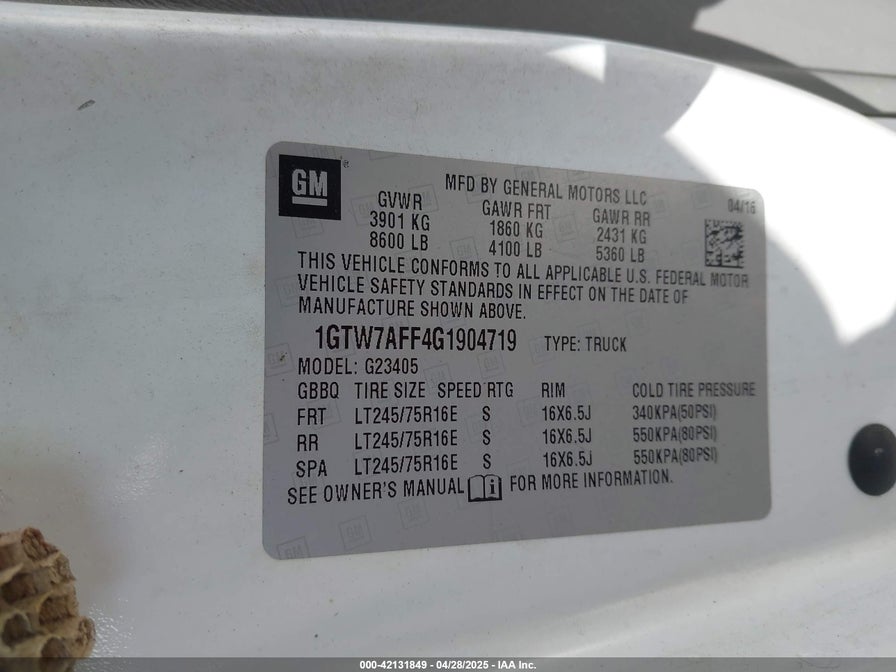 GM
MFD BY GENERAL MOTORS LLC
04/16
GVWR GAWR FRT GAWR RR
3901 KG 1860 KG 2431 KG
8600 LB 4100 LB 5360 LB
THIS VEHICLE CONFORMS TO ALL APPLICABLE U.S. FEDERAL MOTOR
VEHICLE SAFETY STANDARDS IN EFFECT ON THE DATE OF
MANUFACTURE SHOWN ABOVE.
1GTW7AFF4G1904719 TYPE: TRUCK
MODEL: G23405
GBBQ TIRE SIZE SPEED RTG RIM COLD TIRE PRESSURE
FRT LT245/75R16E S 16X6.5J 340KPA(50PSI)
RR LT245/75R16E S 16X6.5J 550KPA(80PSI)
SPA LT245/75R16E S 16X6.5J 550KPA(80PSI)
SEE OWNER'S MANUAL FOR MORE INFORMATION.
000-42131849 - 04/28/2025 - IAA Inc.